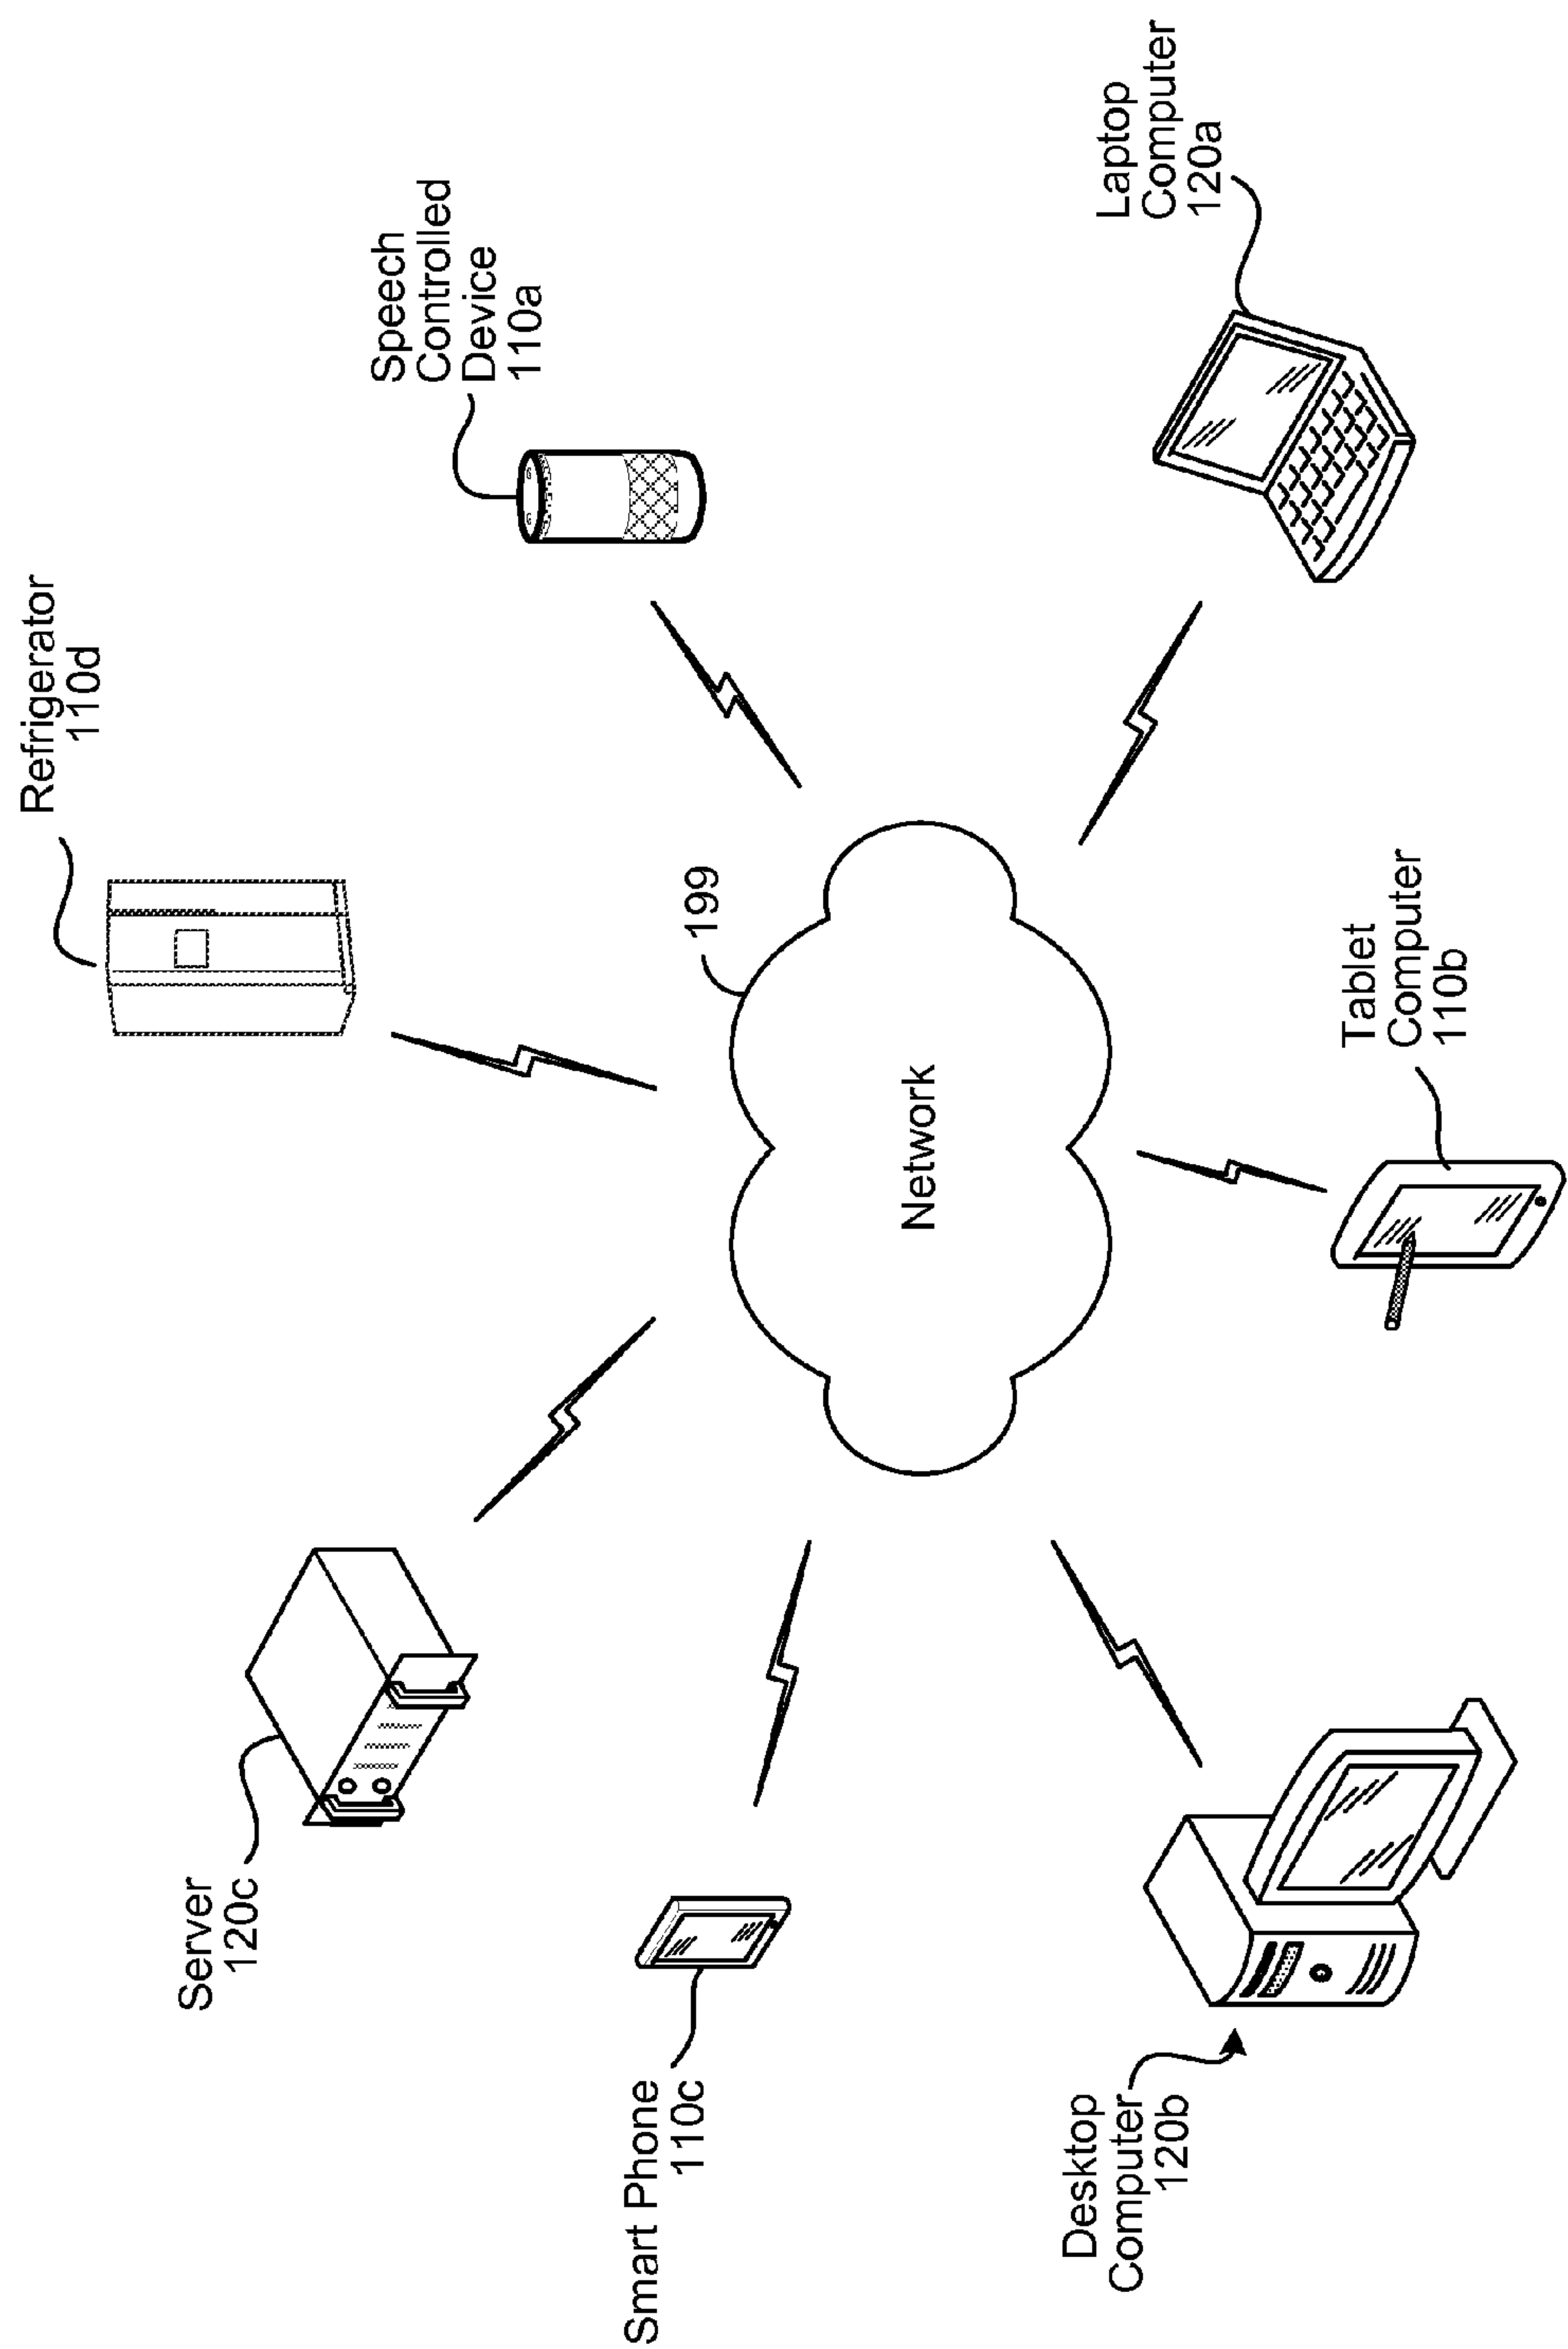 Refrigerator
110d
Server
120c
Speech
Controlled
Device
110a
Smart Phone
110c
199
Network
Desktop
Computer
120b
Tablet
Computer
110b
Laptop
Computer
120a